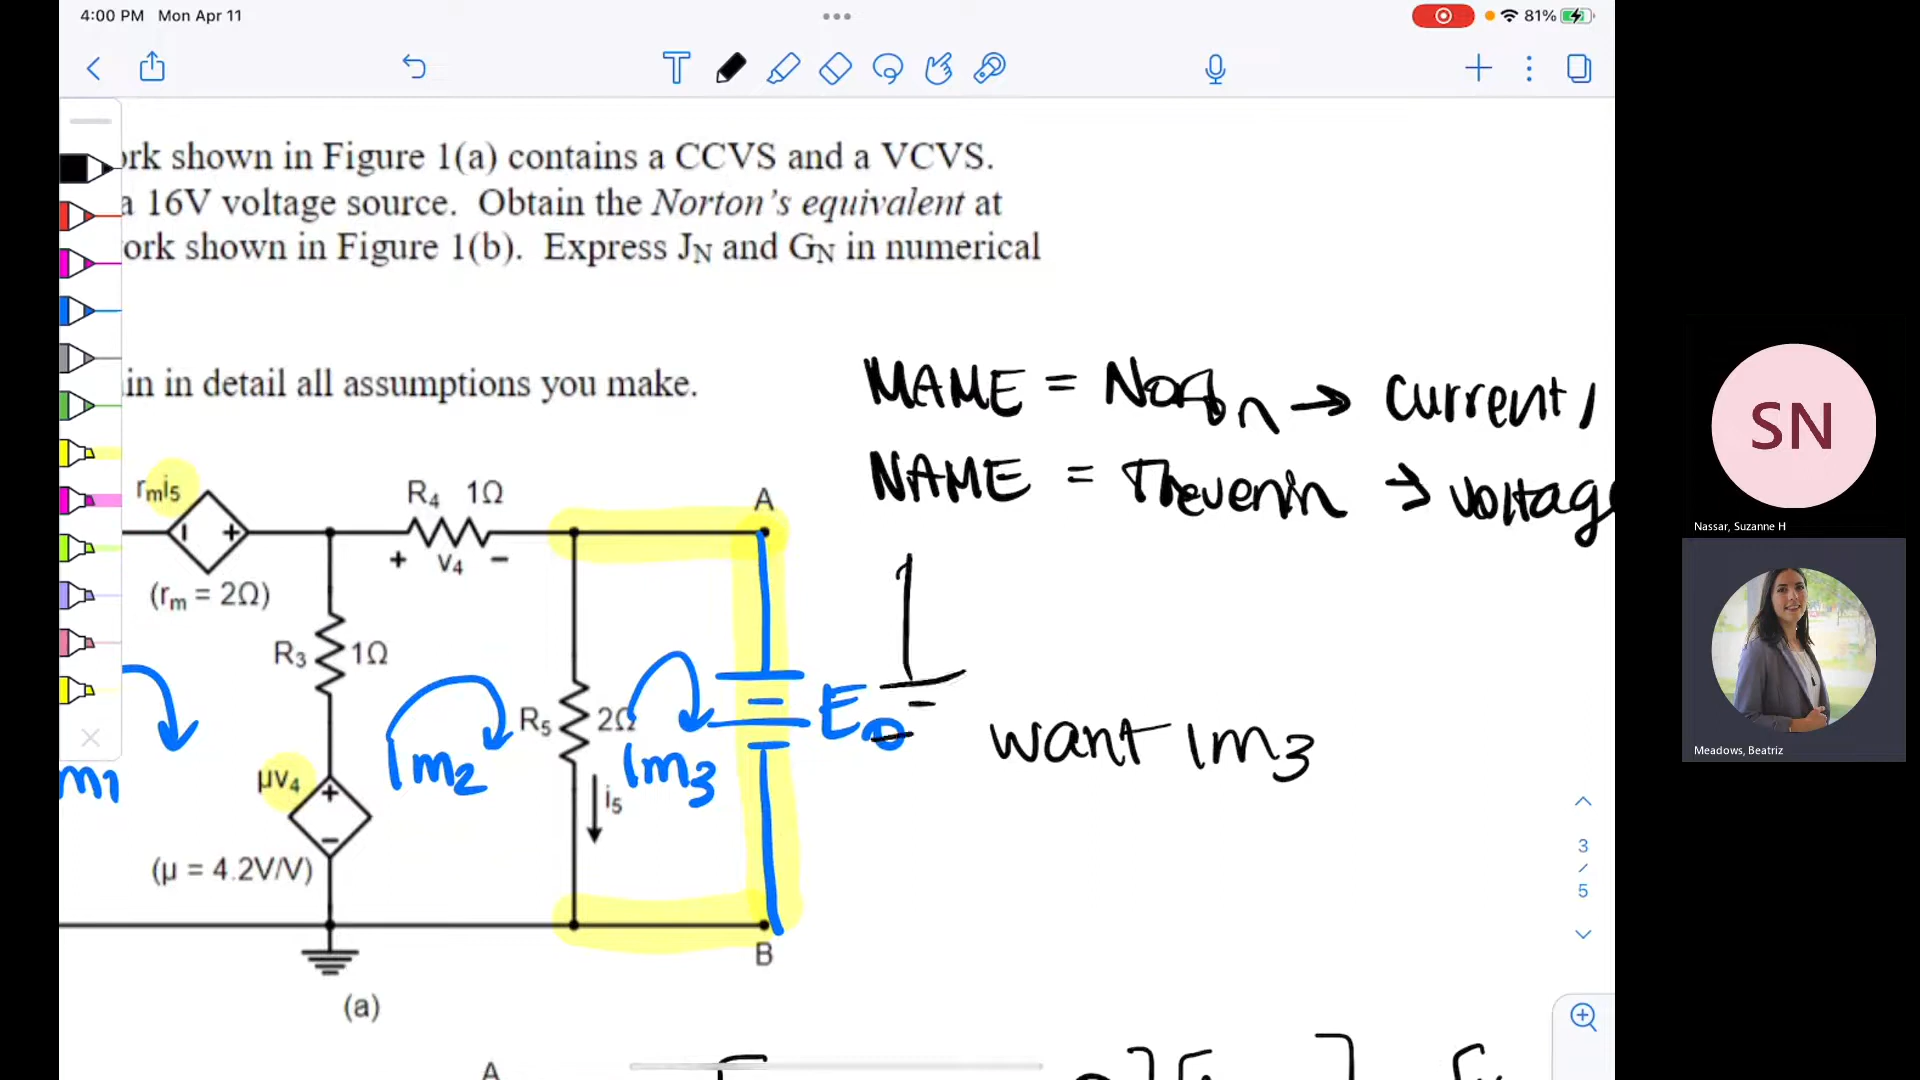 4:00 PM Mon Apr 11
81%
ork shown in Figure 1(a) contains a CCVS and a VCVS.
a 16V voltage source. Obtain the Norton's equivalent at
ork shown in Figure 1(b). Express JN and GN in numerical
in in detail all assumptions you make.
MAME = Norton → current,
NAME = Thevenin → voltag
rmi5
R4 1Ω
A
- +
+ V4 -
(rm = 2Ω)
R3 1Ω
R5 2Ω
E0
want Im3
m1
Im2
Im3
μv4
+
-
i5
(μ = 4.2V/V)
B
(a)
A
3
/
5
SN
Nassar, Suzanne H
Meadows, Beatriz